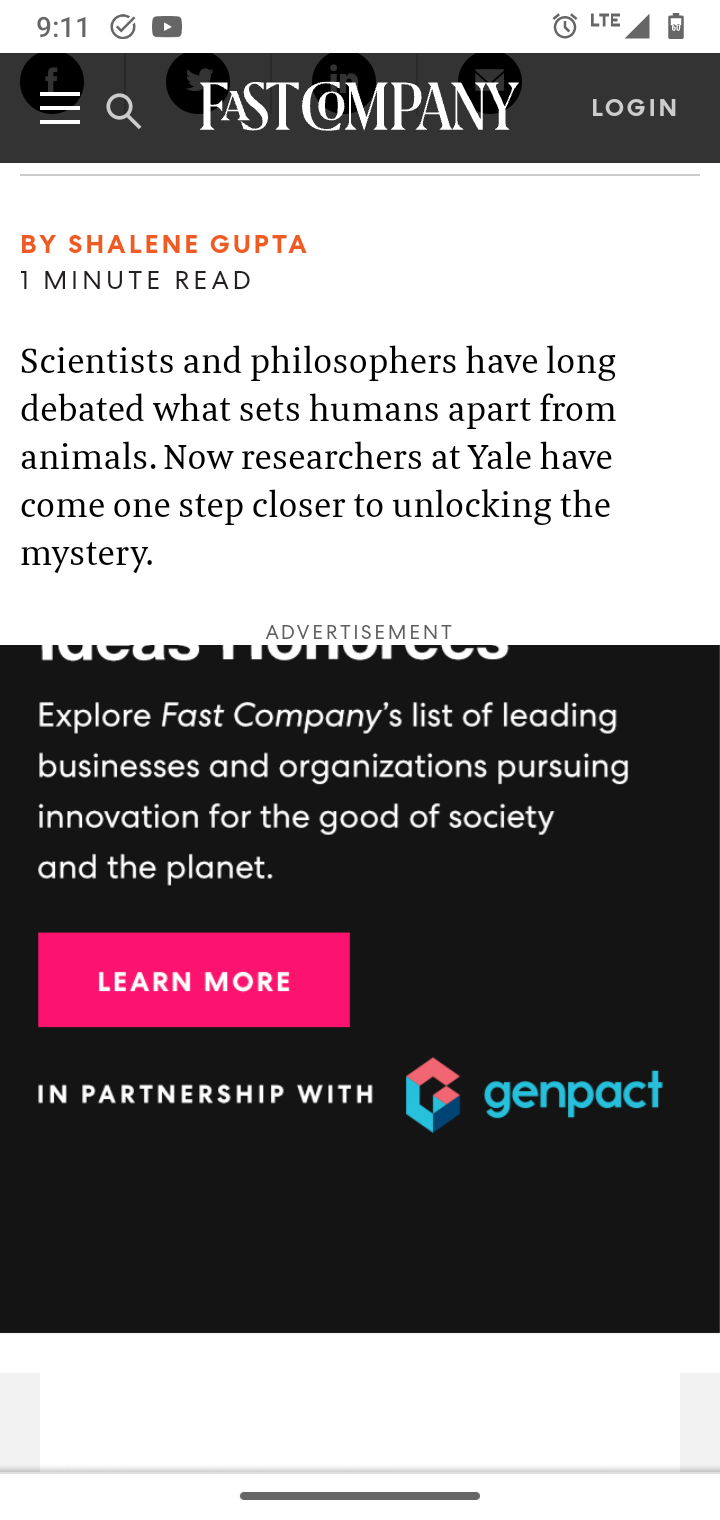 9:11
LTE
FAST COMPANY
LOGIN
BY SHALENE GUPTA
1 MINUTE READ
Scientists and philosophers have long
debated what sets humans apart from
animals. Now researchers at Yale have
come one step closer to unlocking the
mystery.
ADVERTISEMENT
Ideas Honorees
Explore Fast Company's list of leading
businesses and organizations pursuing
innovation for the good of society
and the planet.
LEARN MORE
IN PARTNERSHIP WITH genpact